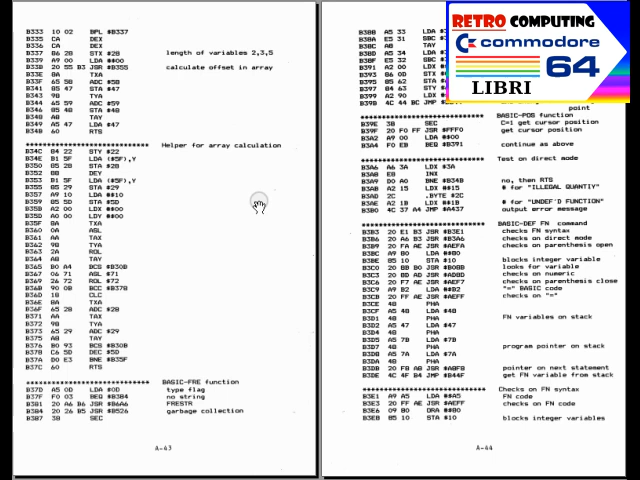 B333 10 02 BPL $B337
B335 CA DEX
B336 CA DEX
B337 86 28 STX $28 length of variables 2,3,5
B339 A9 00 LDA #$00
B33B 20 55 B3 JSR $B355 calculate offset in array
B33E 8A TXA
B33F 65 58 ADC $58
B341 85 47 STA $47
B343 98 TYA
B344 65 59 ADC $59
B346 85 48 STA $48
B348 A8 TAY
B349 A5 47 LDA $47
B34B 60 RTS
****************************** Helper for array calculation
B34C 84 22 STY $22
B34E B1 5F LDA ($5F),Y
B350 85 28 STA $28
B352 88 DEY
B353 B1 5F LDA ($5F),Y
B355 85 29 STA $29
B357 A9 10 LDA #$10
B359 85 5D STA $5D
B35B A2 00 LDX #$00
B35D A0 00 LDY #$00
B35F 8A TXA
B360 0A ASL
B361 AA TAX
B362 98 TYA
B363 2A ROL
B364 A8 TAY
B365 B0 A4 BCS $B30B
B367 06 71 ASL $71
B369 26 72 ROL $72
B36B 90 0B BCC $B378
B36D 18 CLC
B36E 8A TXA
B36F 65 28 ADC $28
B371 AA TAX
B372 98 TYA
B373 65 29 ADC $29
B375 A8 TAY
B376 B0 93 BCS $B30B
B378 C6 5D DEC $5D
B37A D0 E3 BNE $B35F
B37C 60 RTS
****************************** BASIC-FRE function
B37D A5 0D LDA $0D type flag
B37F F0 03 BEQ $B384 no string
B381 20 A6 B6 JSR $B6A6 FRESTR
B384 20 26 B5 JSR $B526 garbage collection
B387 38 SEC
A-43
B388 A5 33 LDA
B38A E5 31 SBC
B38C A8 TAY
B38D A5 34 LDA
B38F E5 32 SBC
B391 A2 00 LDX
B393 86 0D STX
B395 85 62 STA
B397 84 63 STY
B399 A2 90 LDX
B39B 4C 44 BC JMP
point
****************************** BASIC-POS function
B39E 38 SEC C=1 get cursor position
B39F 20 F0 FF JSR $FFF0 get cursor position
B3A2 A9 00 LDA #$00
B3A4 F0 EB BEQ $B391 continue as above
****************************** Test on direct mode
B3A6 A6 3A LDX $3A
B3A8 E8 INX
B3A9 D0 A0 BNE $B34B no, then RTS
B3AB A2 15 LDX #$15 # for "ILLEGAL QUANTIY"
B3AD 2C .BYTE $2C
B3AE A2 1B LDX #$1B # for "UNDEF'D FUNCTION"
B3B0 4C 37 A4 JMP $A437 output error message
****************************** BASIC-DEF FN command
B3B3 20 E1 B3 JSR $B3E1 checks FN syntax
B3B6 20 A6 B3 JSR $B3A6 checks on direct mode
B3B9 20 FA AE JSR $AEFA checks on parenthesis open
B3BC A9 80 LDA #$80
B3BE 85 10 STA $10 blocks integer variable
B3C0 20 8B B0 JSR $B08B looks for variable
B3C3 20 8D AD JSR $AD8D checks on numeric
B3C6 20 F7 AE JSR $AEF7 checks on parenthesis close
B3C9 A9 B2 LDA #$B2 "=" BASIC code
B3CB 20 FF AE JSR $AEFF checks on "="
B3CE 48 PHA
B3CF A5 48 LDA $48
B3D1 48 PHA FN variables on stack
B3D2 A5 47 LDA $47
B3D4 48 PHA
B3D5 A5 7B LDA $7B
B3D7 48 PHA program pointer on stack
B3D8 A5 7A LDA $7A
B3DA 48 PHA
B3DB 20 F8 A8 JSR $A8F8 pointer on next statement
B3DE 4C 4F B4 JMP $B44F get FN variable from stack
****************************** Checks on FN syntax
B3E1 A9 A5 LDA #$A5 FN code
B3E3 20 FF AE JSR $AEFF checks on FN code
B3E6 09 80 ORA #$80
B3E8 85 10 STA $10 blocks integer variables
A-44
RETRO COMPUTING
commodore
64
LIBRI